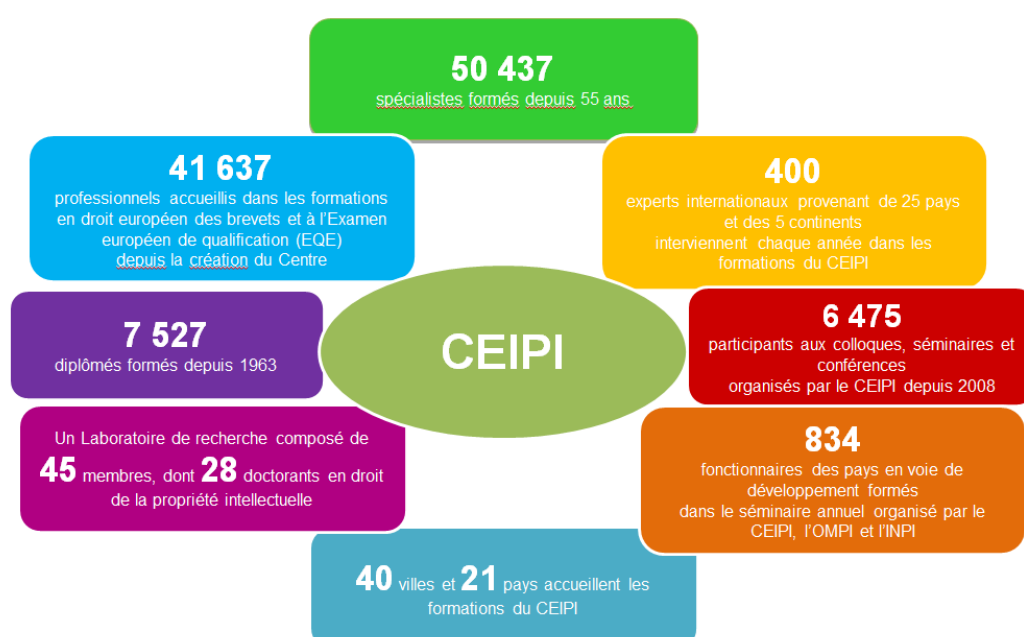 50 437
spécialistes formés depuis 55 ans
41 637
professionnels accueillis dans les formations
en droit européen des brevets et à l'Examen
européen de qualification (EQE)
depuis la création du Centre
400
experts internationaux provenant de 25 pays
et des 5 continents
interviennent chaque année dans les
formations du CEIPI
7 527
diplômés formés depuis 1963
CEIPI
6 475
participants aux colloques, séminaires et
conférences
organisés par le CEIPI depuis 2008
Un Laboratoire de recherche composé de
45 membres, dont 28 doctorants en droit
de la propriété intellectuelle
834
fonctionnaires des pays en voie de
développement formés
dans le séminaire annuel organisé par le
CEIPI, l'OMPI et l'INPI
40 villes et 21 pays accueillent les
formations du CEIPI